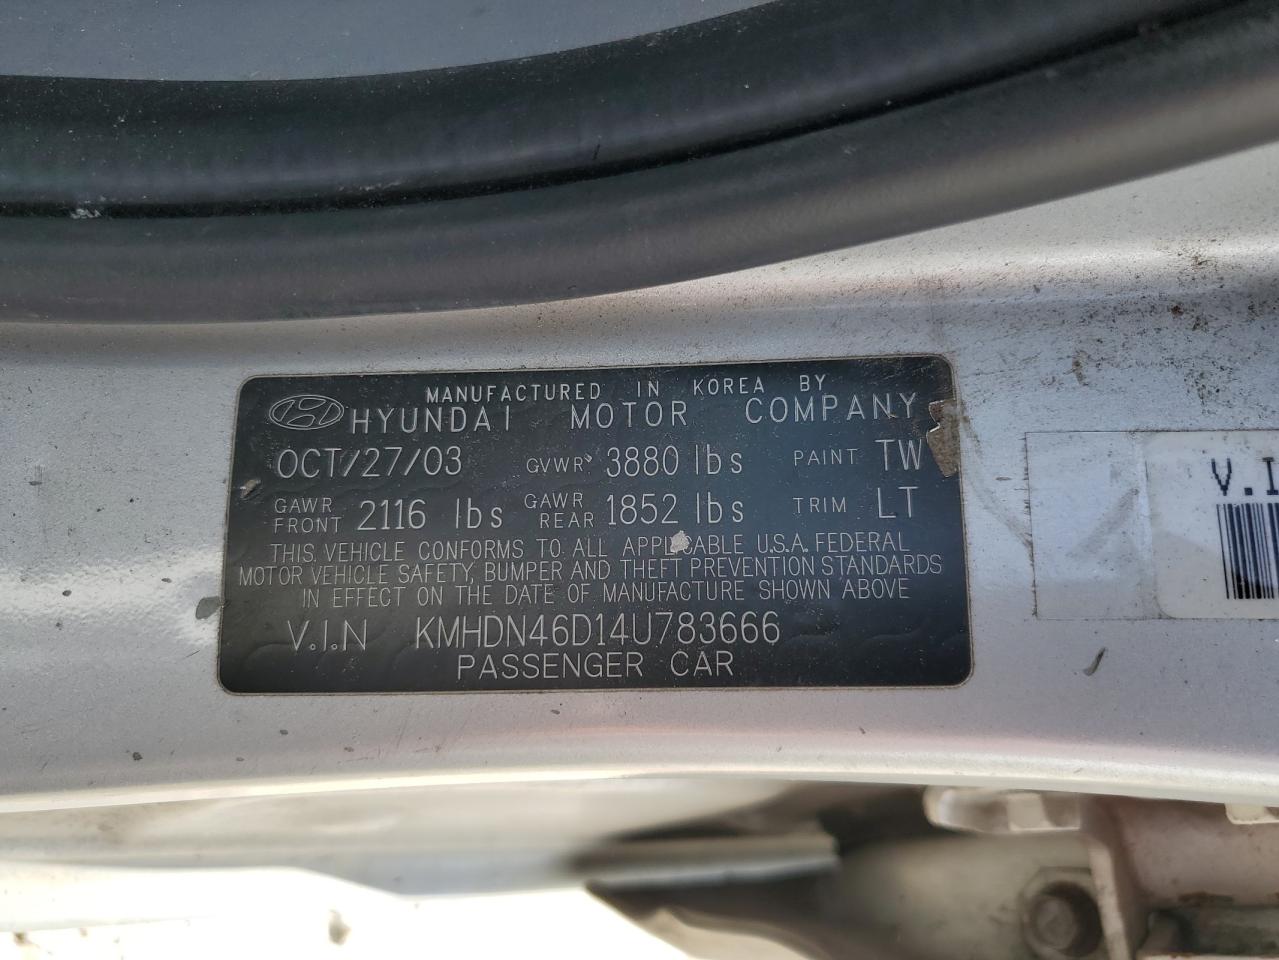 MANUFACTURED IN KOREA BY
HYUNDAI MOTOR COMPANY
OCT/27/03 GVWR 3880 lbs PAINT TW
GAWR FRONT 2116 lbs GAWR REAR 1852 lbs TRIM LT
THIS VEHICLE CONFORMS TO ALL APPLICABLE U.S.A. FEDERAL
MOTOR VEHICLE SAFETY, BUMPER AND THEFT PREVENTION STANDARDS
IN EFFECT ON THE DATE OF MANUFACTURE SHOWN ABOVE
V.I.N KMHDN46D14U783666
PASSENGER CAR
V.I